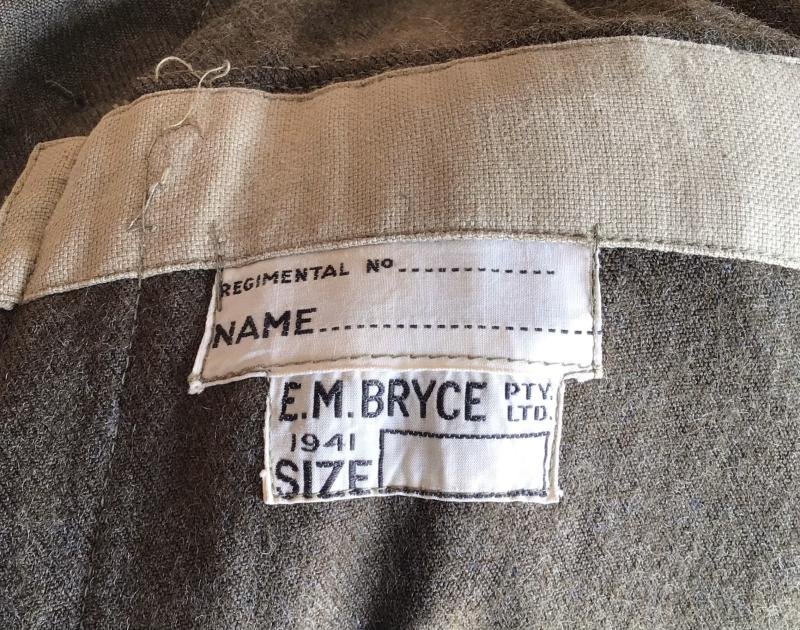 REGIMENTAL No.............
NAME..............................
E.M. BRYCE PTY. LTD.
1941
SIZE